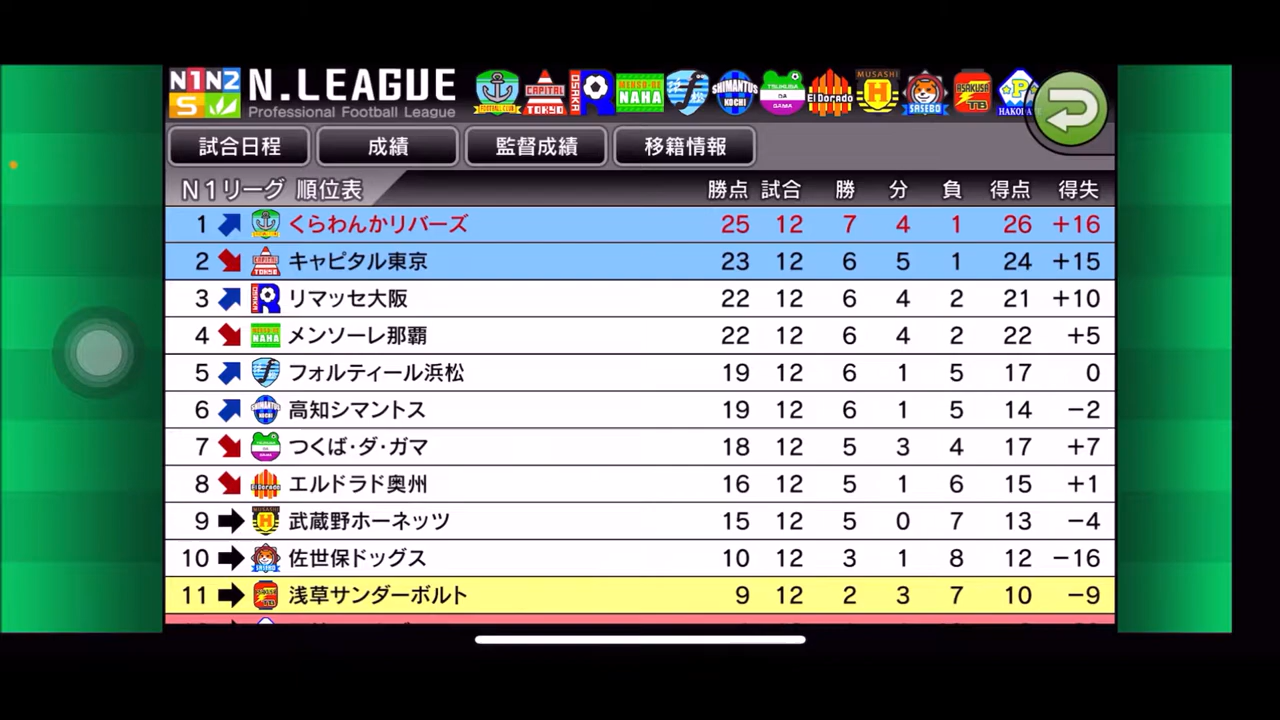 N1 N2 S N.LEAGUE
Professional Football League
FOOTBALL CLUB CAPITAL TOKYO OSAKA R MENSO-RE NAHA SHIMANTUS KOCHI TSUKUBA DA GAMA El Dorado MUSASHI H SASEBO ASAKUSA TB P
試合日程 成績 監督成績 移籍情報
N1リーグ 順位表 勝点 試合 勝 分 負 得点 得失
1 くらわんかリバーズ 25 12 7 4 1 26 +16
2 キャピタル東京 23 12 6 5 1 24 +15
3 リマッセ大阪 22 12 6 4 2 21 +10
4 メンソーレ那覇 22 12 6 4 2 22 +5
5 フォルティール浜松 19 12 6 1 5 17 0
6 高知シマントス 19 12 6 1 5 14 −2
7 つくば・ダ・ガマ 18 12 5 3 4 17 +7
8 エルドラド奥州 16 12 5 1 6 15 +1
9 武蔵野ホーネッツ 15 12 5 0 7 13 −4
10 佐世保ドッグス 10 12 3 1 8 12 −16
11 浅草サンダーボルト 9 12 2 3 7 10 −9